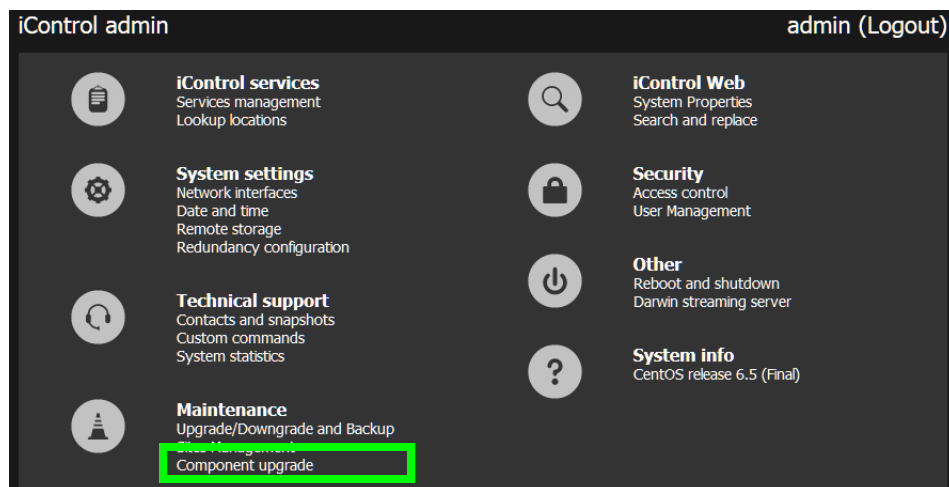 iControl admin
admin (Logout)
iControl services
Services management
Lookup locations
System settings
Network interfaces
Date and time
Remote storage
Redundancy configuration
Technical support
Contacts and snapshots
Custom commands
System statistics
Maintenance
Upgrade/Downgrade and Backup
Management
Component upgrade
iControl Web
System Properties
Search and replace
Security
Access control
User Management
Other
Reboot and shutdown
Darwin streaming server
System info
CentOS release 6.5 (Final)